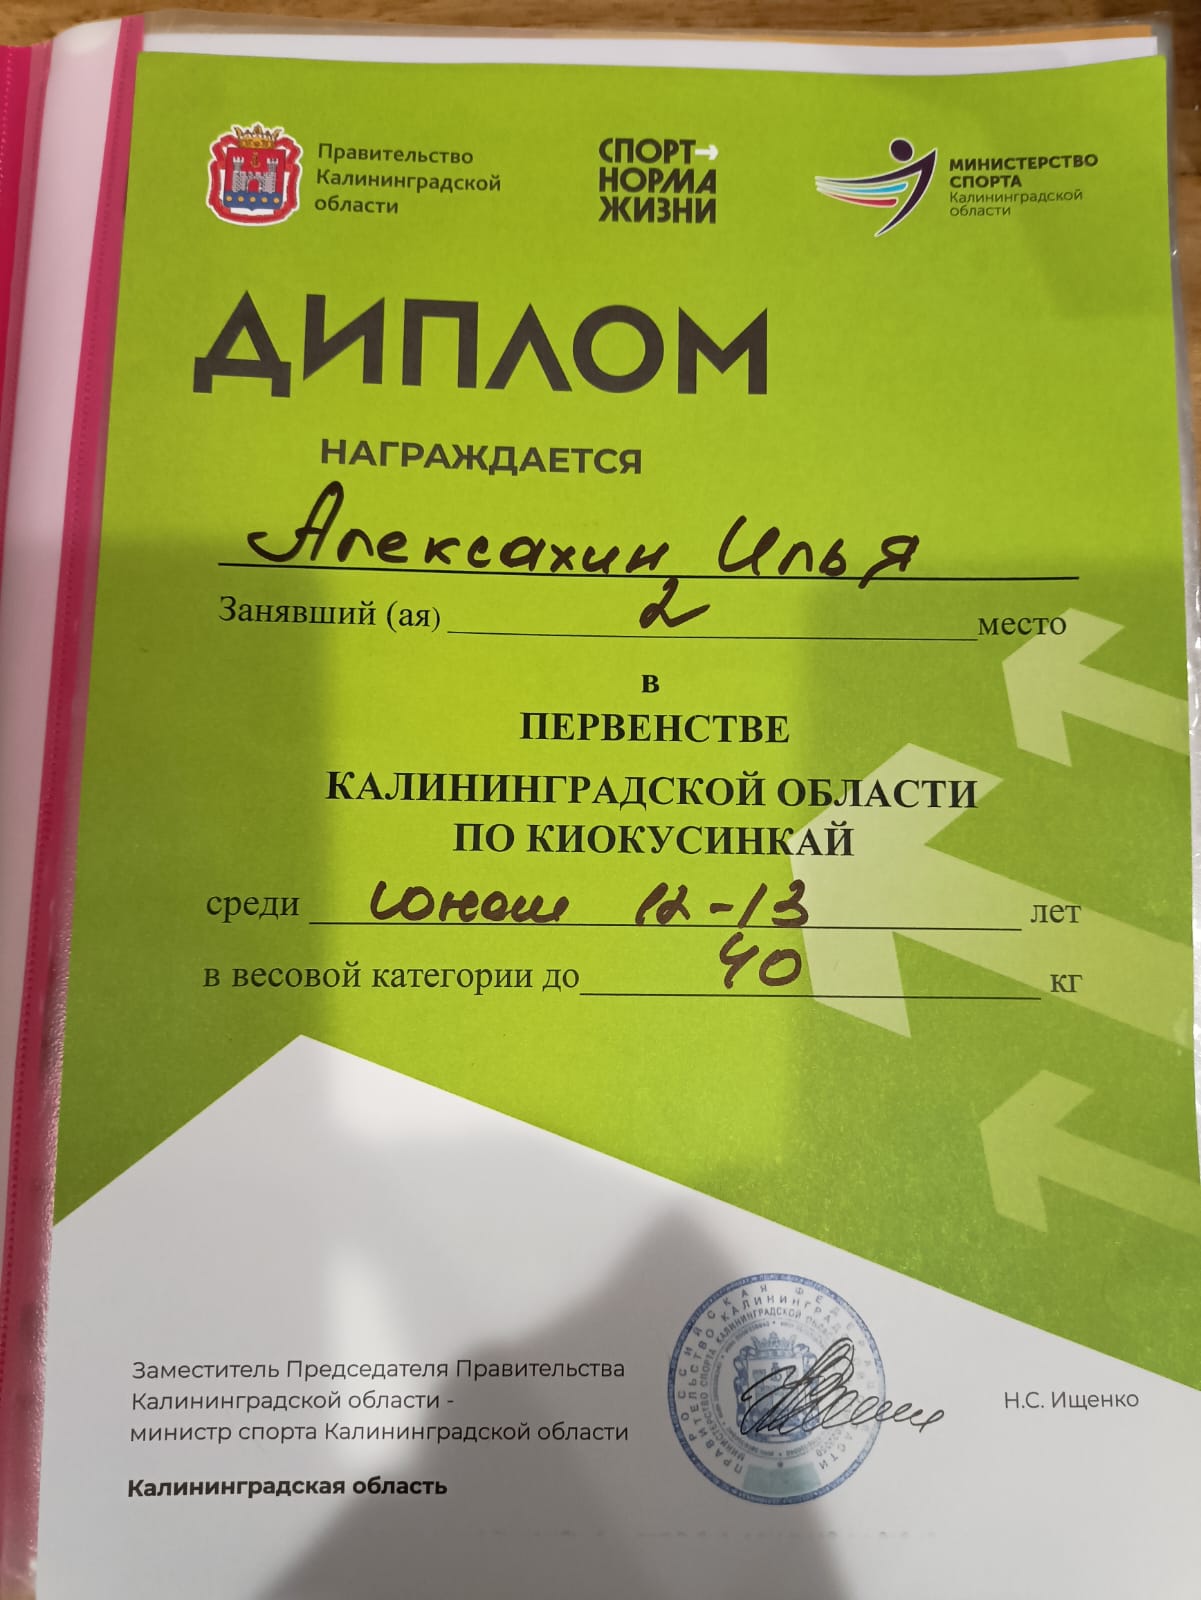 Правительство
Калининградской
области
СПОРТ→
НОРМА
ЖИЗНИ
МИНИСТЕРСТВО
СПОРТА
Калининградской
области
ДИПЛОМ
НАГРАЖДАЕТСЯ
Алексахин Илья
Занявший (ая) 2 место
в
ПЕРВЕНСТВЕ
КАЛИНИНГРАДСКОЙ ОБЛАСТИ
ПО КИОКУСИНКАЙ
среди юнош 12-13 лет
в весовой категории до 40 кг
Заместитель Председателя Правительства
Калининградской области -
министр спорта Калининградской области
Н.С. Ищенко
Калининградская область